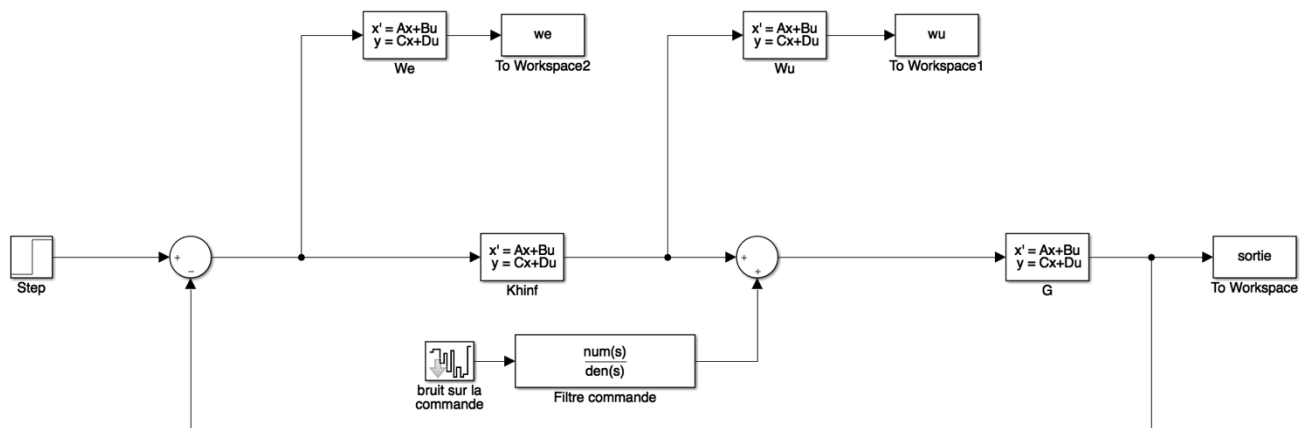 x' = Ax+Bu
y = Cx+Du
We
we
To Workspace2
x' = Ax+Bu
y = Cx+Du
Wu
wu
To Workspace1
Step
+
−
x' = Ax+Bu
y = Cx+Du
Khinf
+
+
x' = Ax+Bu
y = Cx+Du
G
sortie
To Workspace
bruit sur la
commande
num(s)
den(s)
Filtre commande